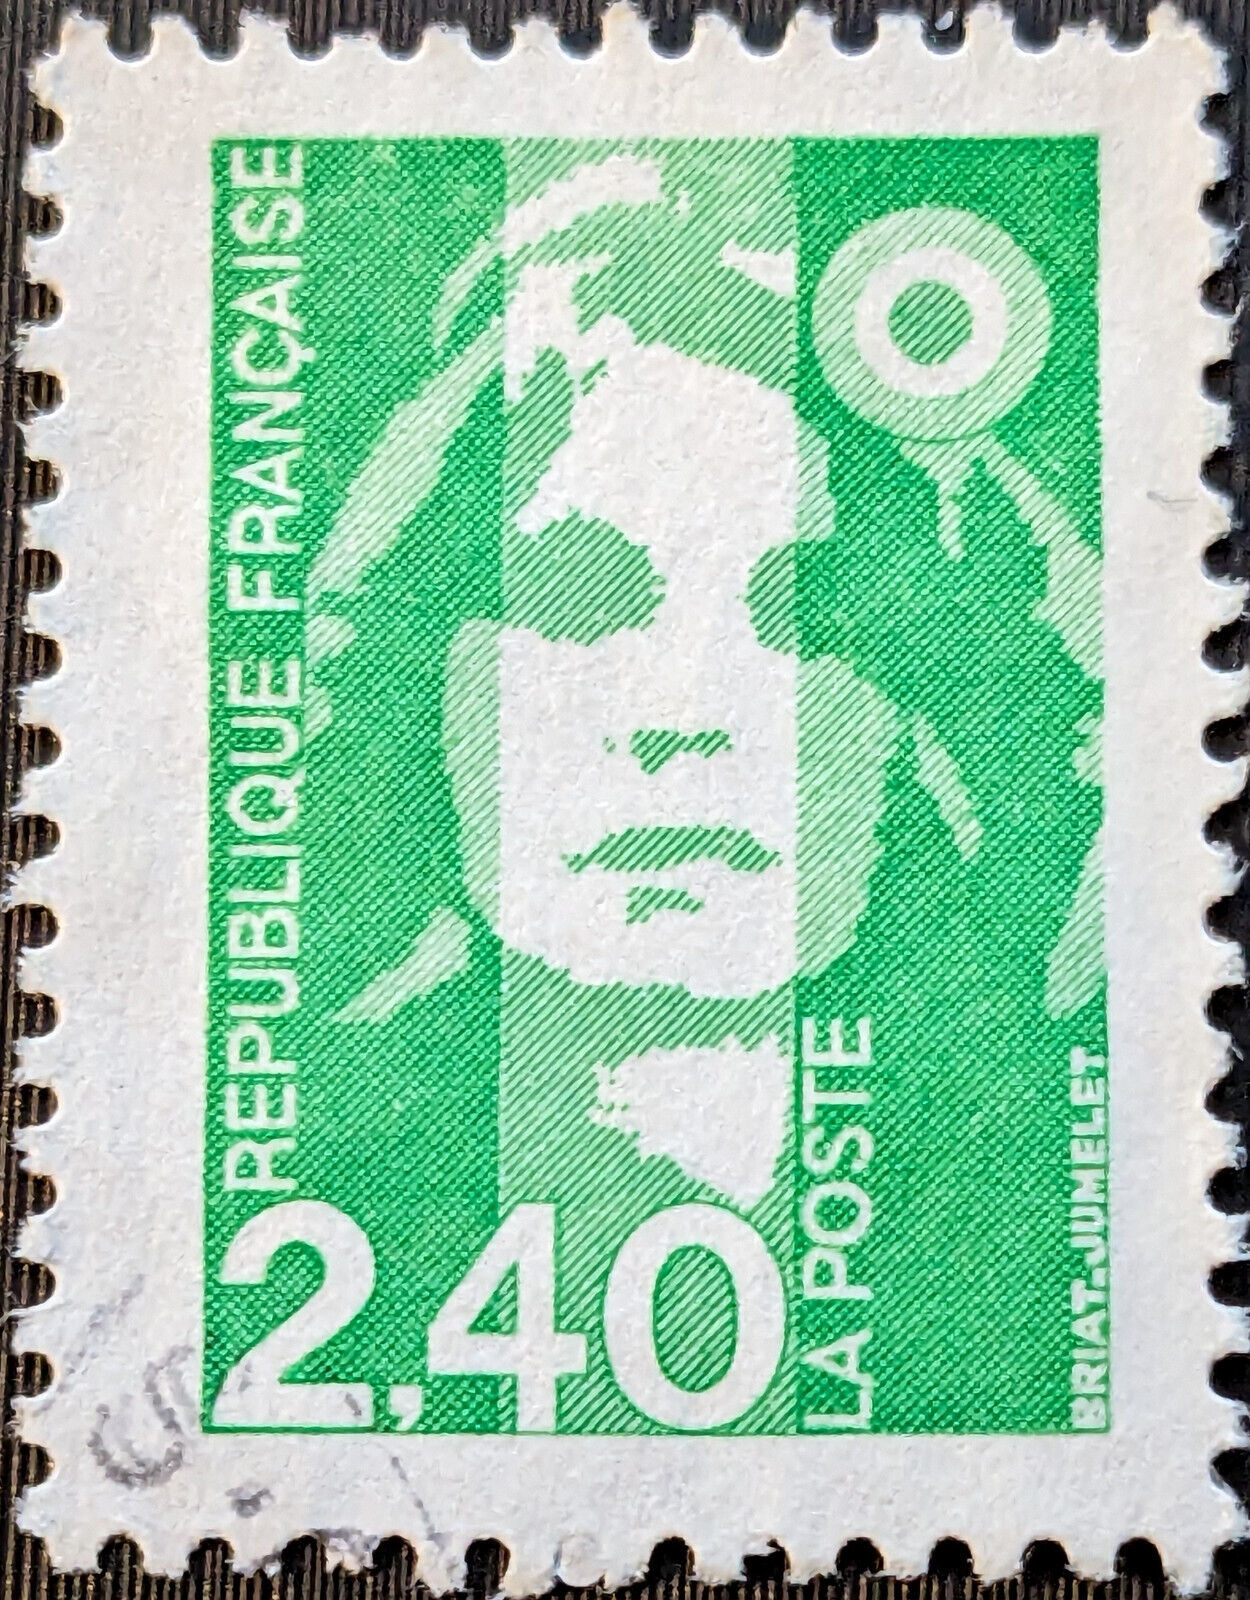 REPUBLIQUE FRANÇAISE
2,40
LA POSTE
BRIAT-JUMELET